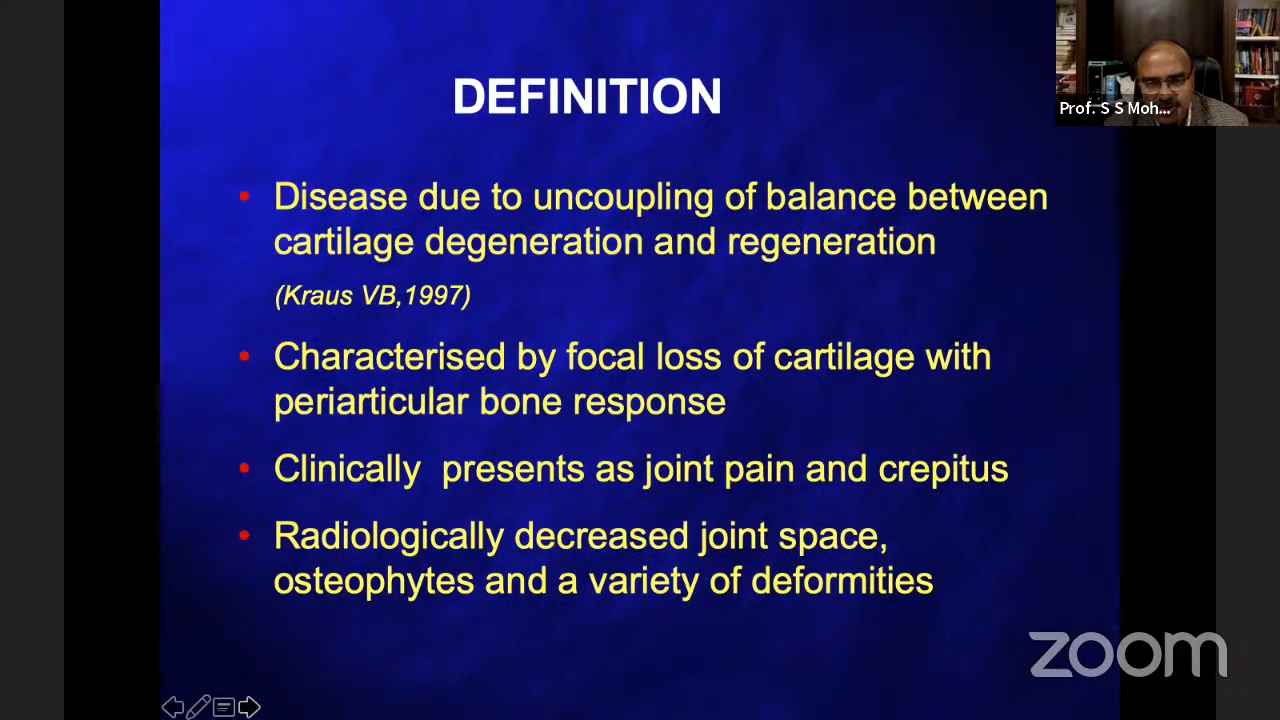 DEFINITION
Prof. S S Moh...
• Disease due to uncoupling of balance between
cartilage degeneration and regeneration
(Kraus VB,1997)
• Characterised by focal loss of cartilage with
periarticular bone response
• Clinically  presents as joint pain and crepitus
• Radiologically decreased joint space,
osteophytes and a variety of deformities
zoom